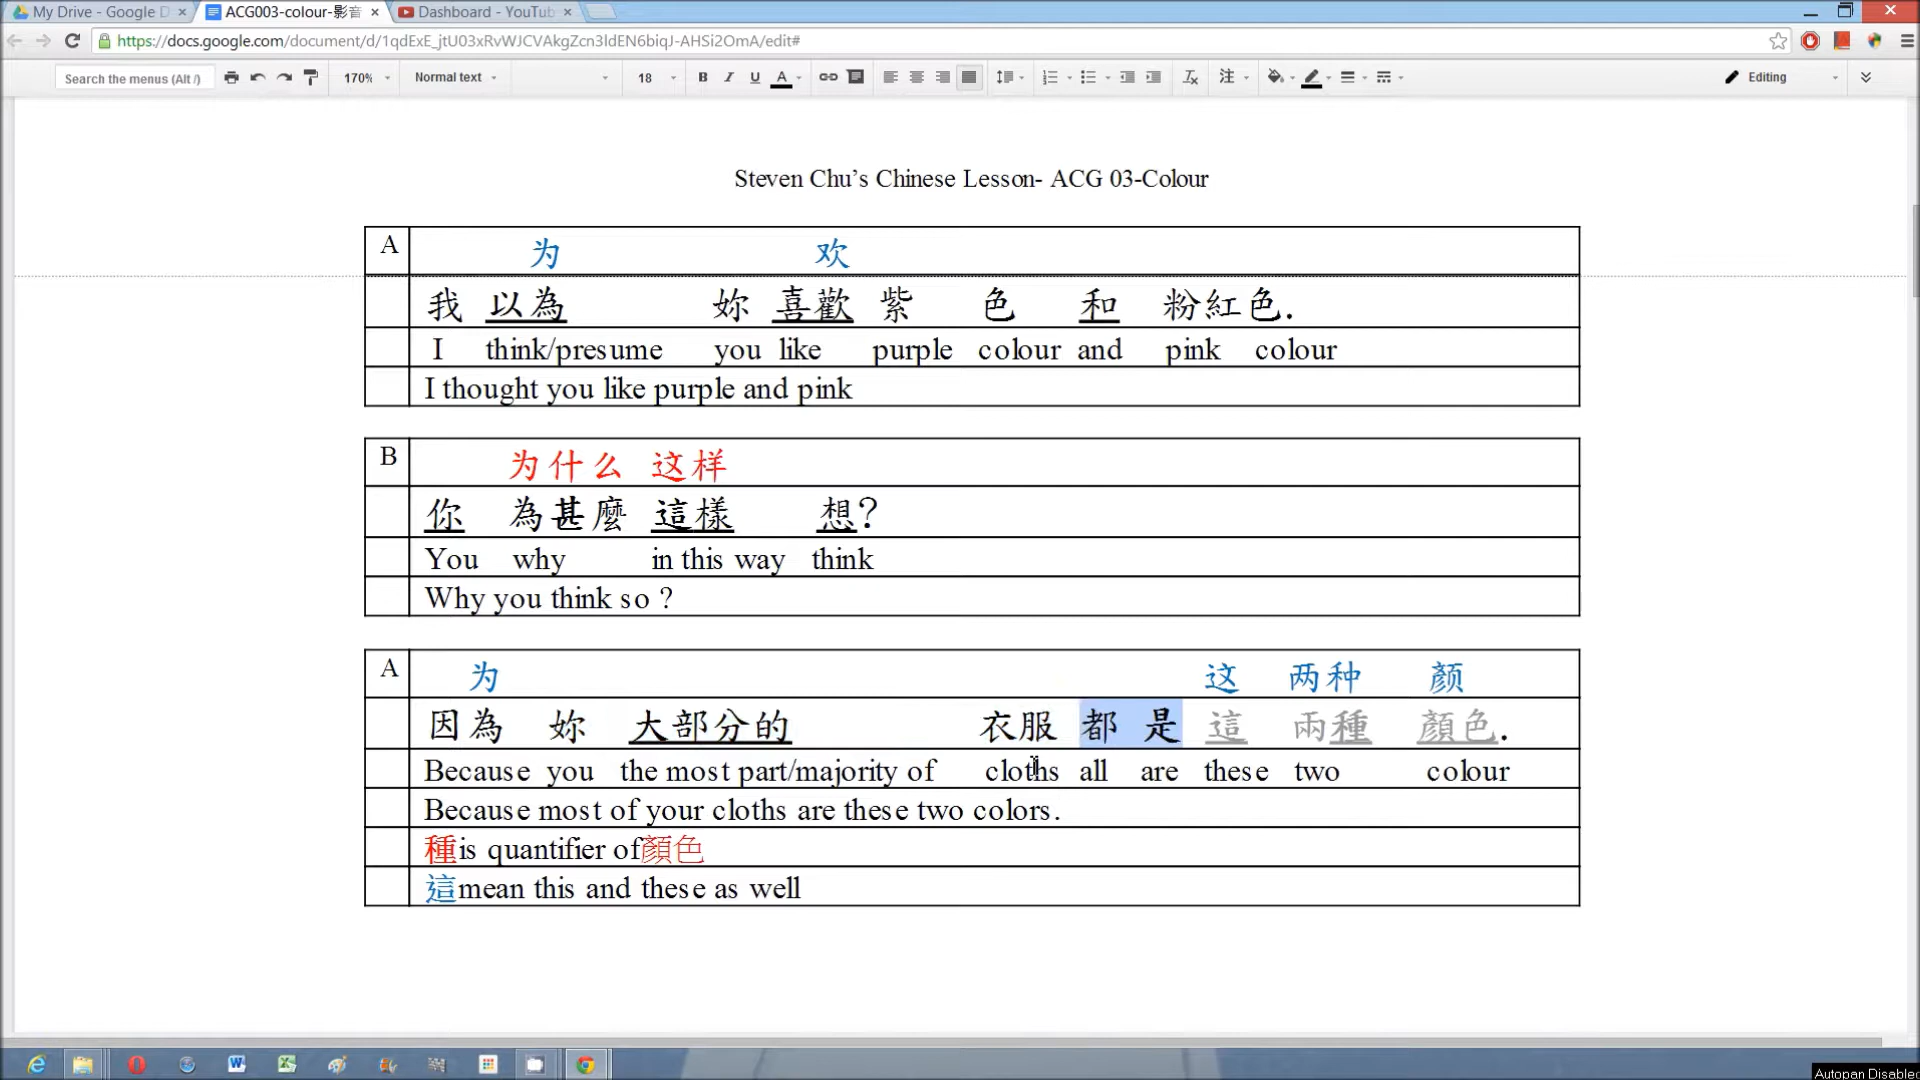 My Drive - Google D
ACG003-colour-影音
Dashboard - YouTub
https://docs.google.com/document/d/1qdExE_jtU03xRvWJCVAkgZcn3ldEN6biqJ-AHSi2OmA/edit#
Search the menus (Alt /)
170% Normal text 18 B I U A 注 Editing
Steven Chu's Chinese Lesson- ACG 03-Colour
A 为 欢
我 以為 妳 喜歡 紫 色 和 粉紅色.
I think/presume you like purple colour and pink colour
I thought you like purple and pink
B 为什么 这样
你 為甚麼 這樣 想?
You why in this way think
Why you think so ?
A 为 这 两种 颜
因為 妳 大部分的 衣服 都 是 這 兩種 顏色.
Because you the most part/majority of cloths all are these two colour
Because most of your cloths are these two colors.
種is quantifier of顏色
這mean this and these as well
Autopan Disabled